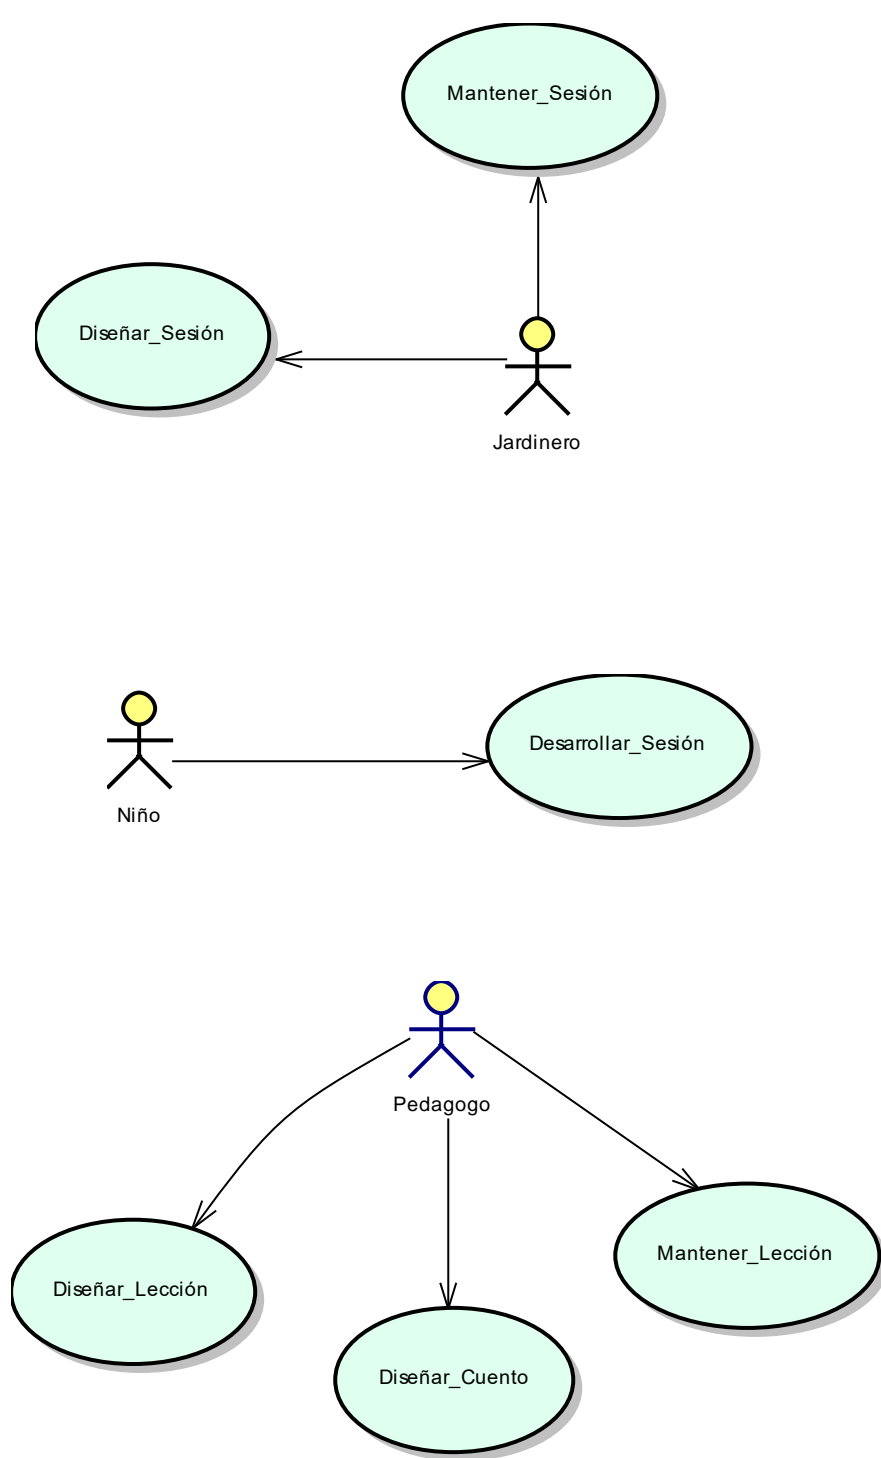 Mantener_Sesión
Diseñar_Sesión
Jardinero
Desarrollar_Sesión
Niño
Pedagogo
Mantener_Lección
Diseñar_Lección
Diseñar_Cuento